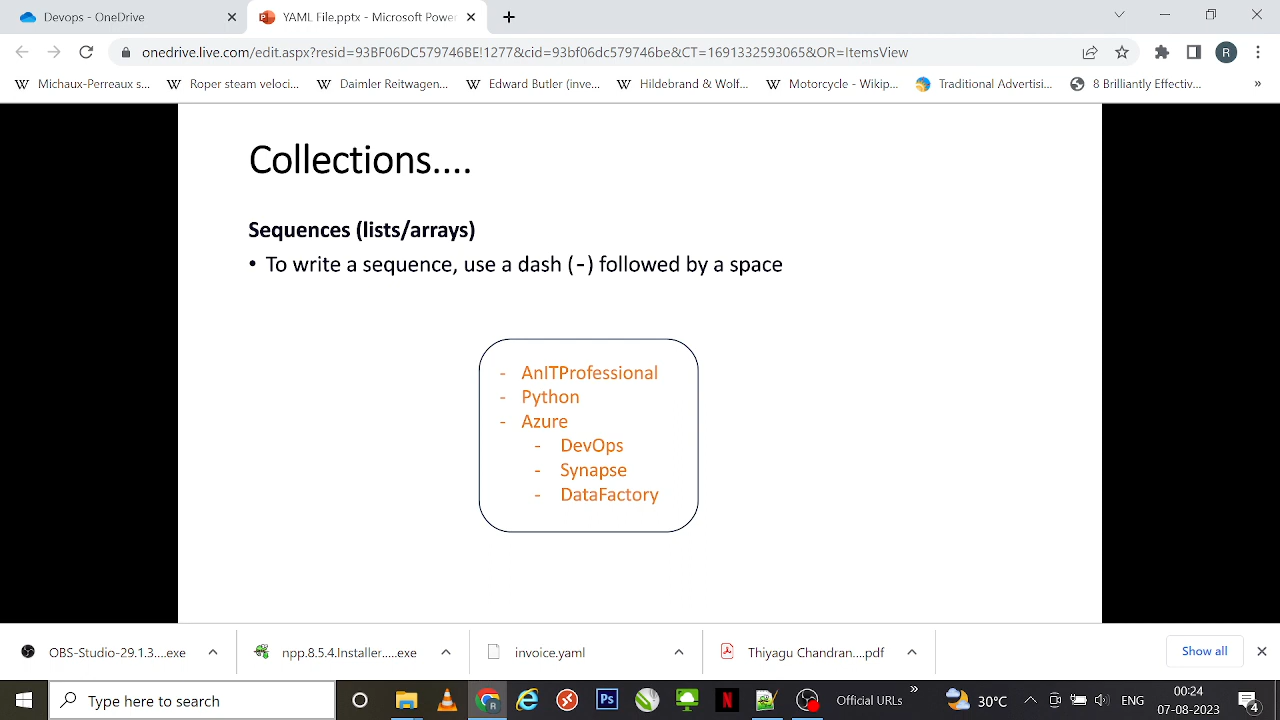 Devops - OneDrive
YAML File.pptx - Microsoft Power
onedrive.live.com/edit.aspx?resid=93BF06DC579746BE!1277&cid=93bf06dc579746be&CT=1691332593065&OR=ItemsView
R
Michaux-Perreaux s...
Roper steam veloci...
Daimler Reitwagen...
Edward Butler (inve...
Hildebrand & Wolf...
Motorcycle - Wikip...
Traditional Advertisi...
8 Brilliantly Effectiv...
»
Collections....
Sequences (lists/arrays)
• To write a sequence, use a dash (-) followed by a space
- AnITProfessional
- Python
- Azure
- DevOps
- Synapse
- DataFactory
OBS-Studio-29.1.3....exe
npp.8.5.4.Installer.....exe
invoice.yaml
Thiyagu Chandran....pdf
Show all
Type here to search
R
Ps
N
Official URLs
»
30°C
ENG
00:24
07-08-2023
4